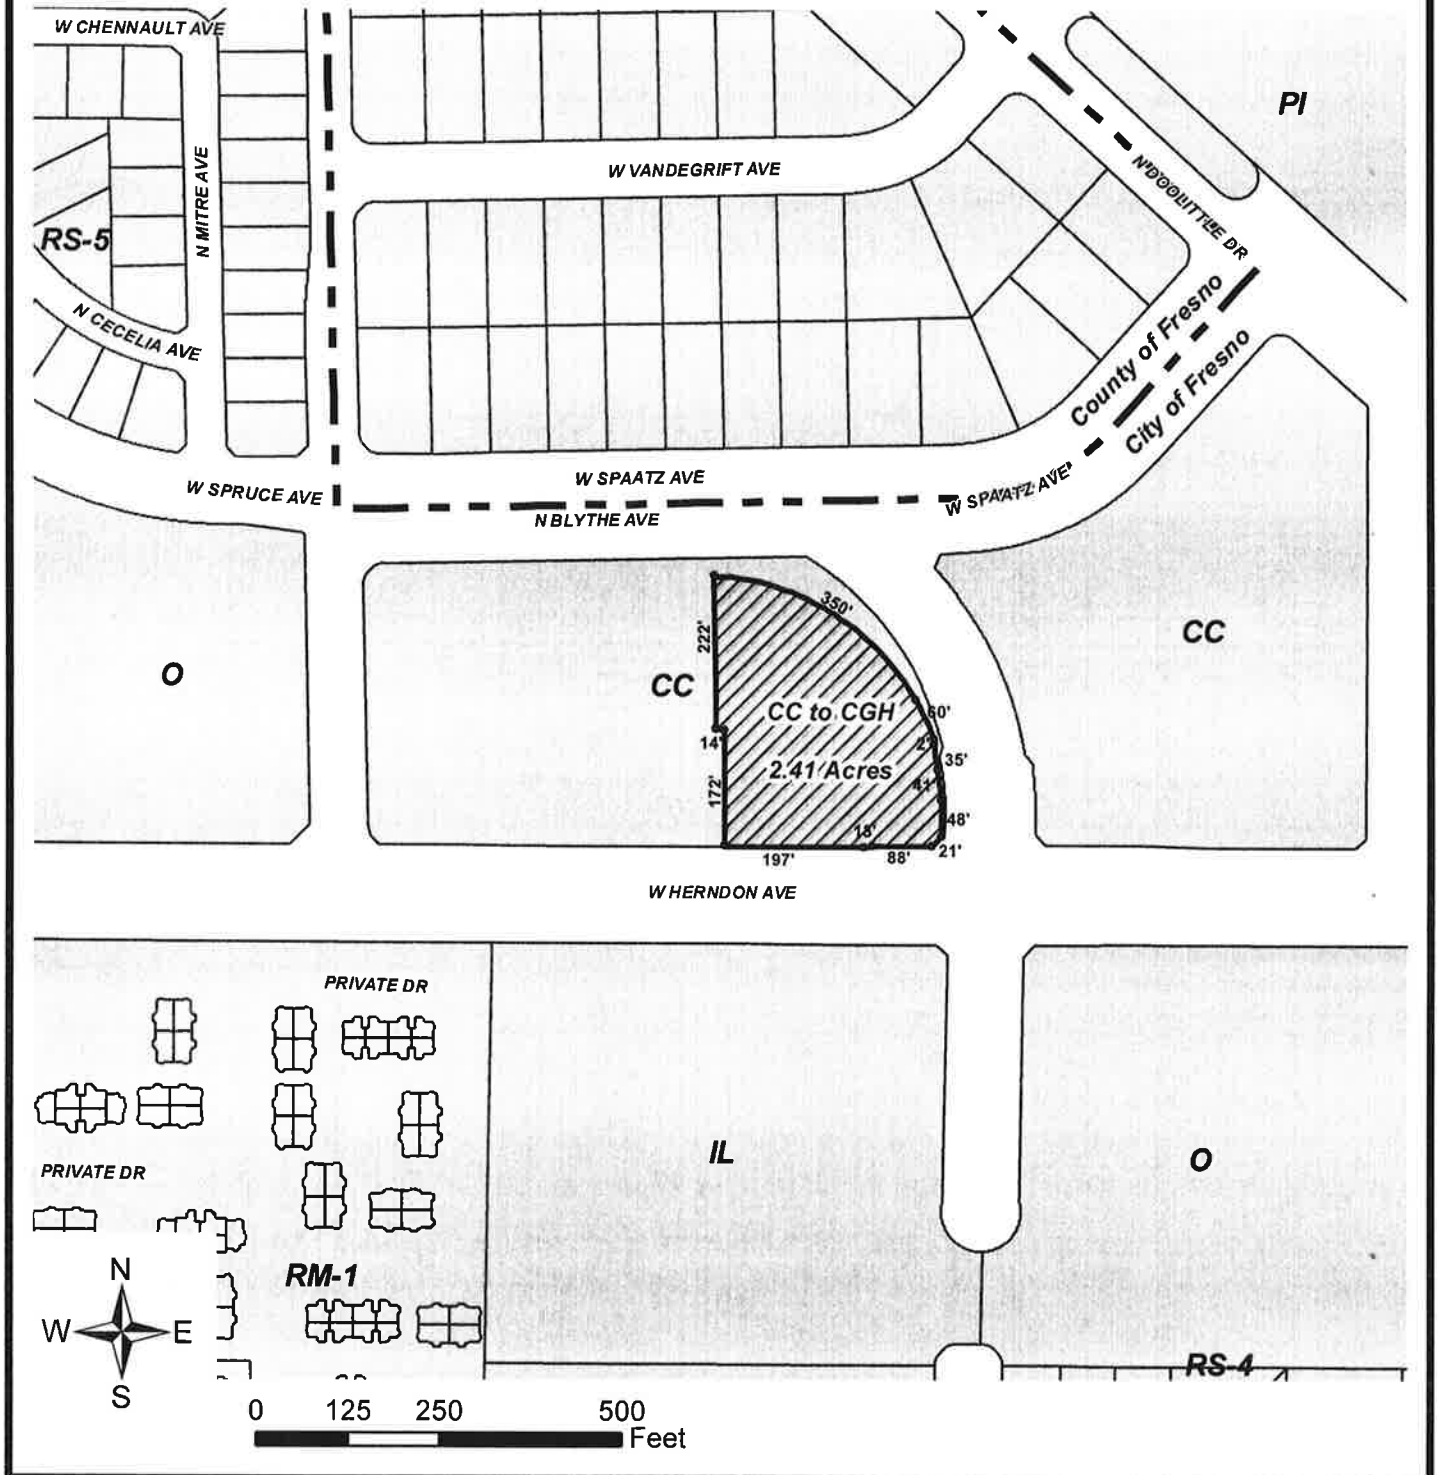 W CHENNAULT AVE
PI
W VANDEGRIFT AVE
N DOOLITTLE DR
N MITRE AVE
RS-5
N CECELIA AVE
County of Fresno
City of Fresno
W SPRUCE AVE
W SPAATZ AVE
W SPAATZ AVE
N BLYTHE AVE
350'
222'
CC
O
CC
CC to CGH
60'
14'
2'
35'
2.41 Acres
41'
172'
48'
13'
197'
88'
21'
W HERNDON AVE
PRIVATE DR
IL
O
PRIVATE DR
RM-1
N
W E
S
RS-4
0 125 250 500
Feet